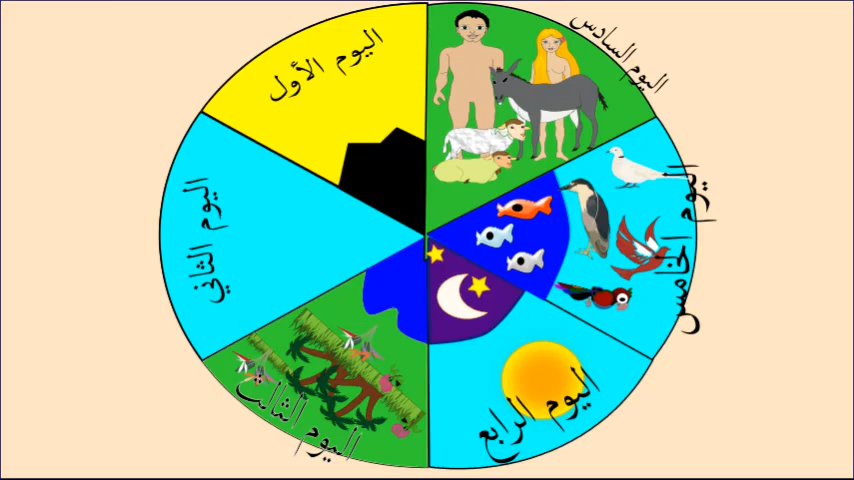 اليوم الأول
اليوم الثاني
اليوم الثالث
اليوم الرابع
اليوم الخامس
اليوم السادس